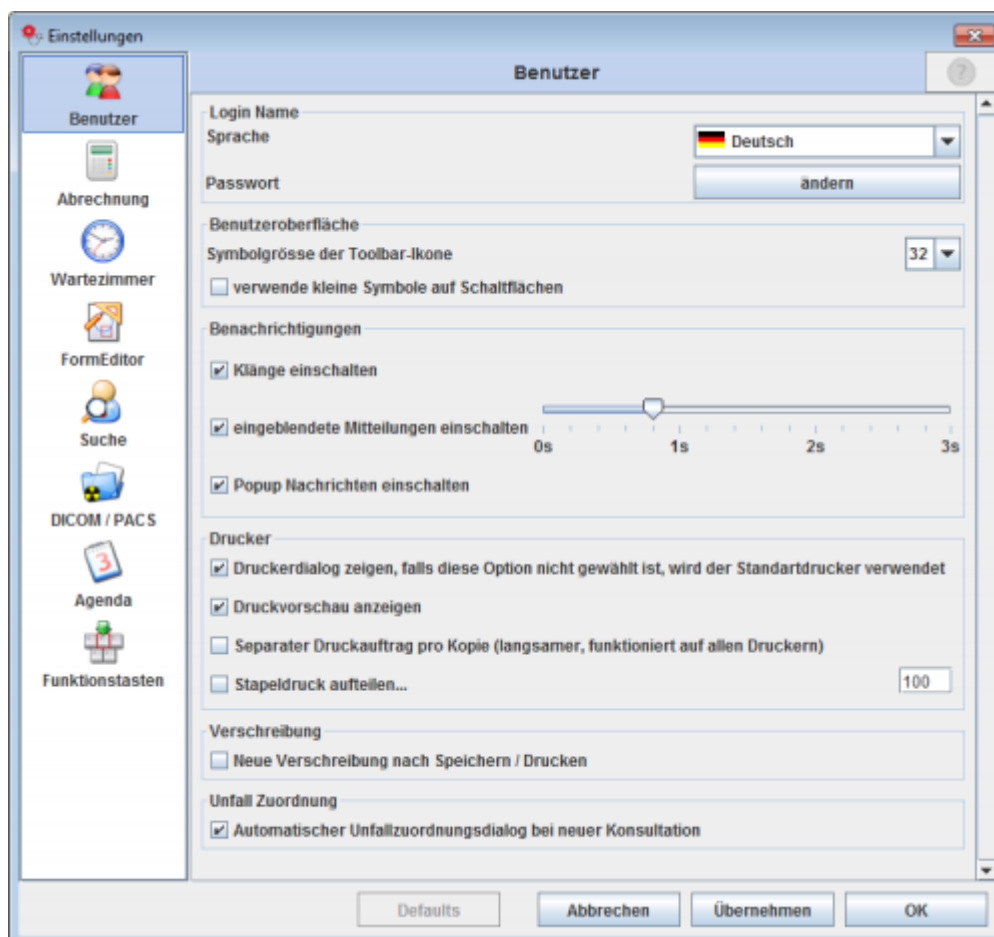 Einstellungen
Benutzer
Benutzer
Abrechnung
Wartezimmer
FormEditor
Suche
DICOM / PACS
3
Agenda
Funktionstasten
?
Login Name
Sprache
Deutsch
Passwort
ändern
Benutzeroberfläche
Symbolgrösse der Toolbar-Ikone
32
verwende kleine Symbole auf Schaltflächen
Benachrichtigungen
Klänge einschalten
eingeblendete Mitteilungen einschalten
0s 1s 2s 3s
Popup Nachrichten einschalten
Drucker
Druckerdialog zeigen, falls diese Option nicht gewählt ist, wird der Standartdrucker verwendet
Druckvorschau anzeigen
Separater Druckauftrag pro Kopie (langsamer, funktioniert auf allen Druckern)
Stapeldruck aufteilen... 100
Verschreibung
Neue Verschreibung nach Speichern / Drucken
Unfall Zuordnung
Automatischer Unfallzuordnungsdialog bei neuer Konsultation
Defaults Abbrechen Übernehmen OK